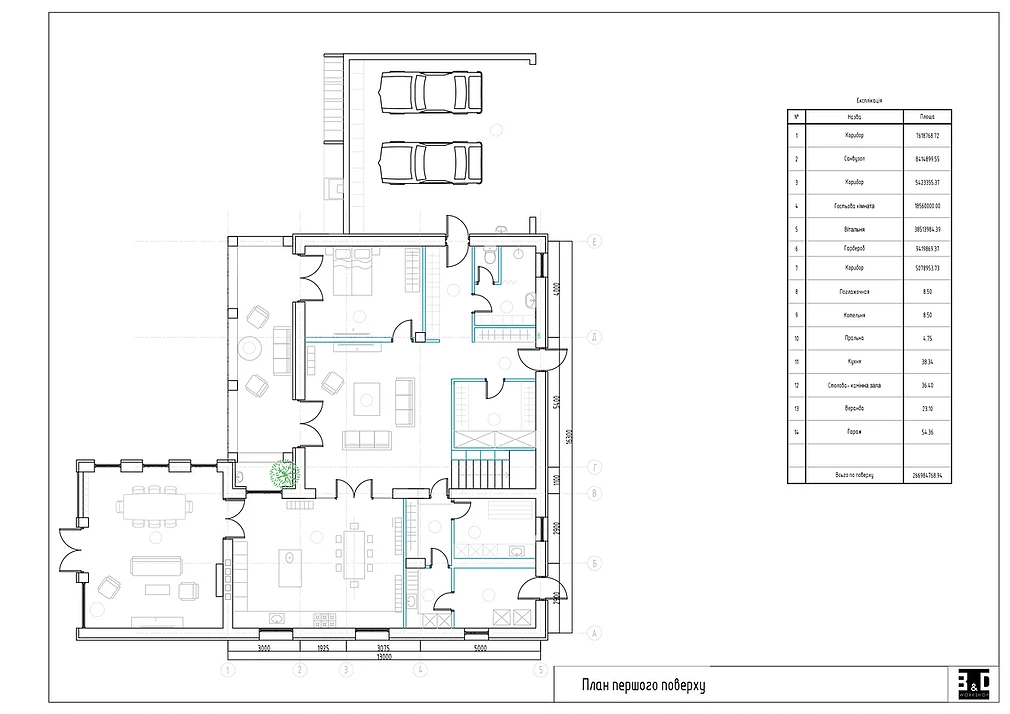 Експлікація
№ Назва Площа
1 Коридор 7618768.72
2 Санвузол 8414899.55
3 Коридор 5423355.37
4 Гостьова кімната 18560000.00
5 Вітальня 38513984.39
6 Гардероб 9419869.37
7 Коридор 5078953.73
8 8.50
9 Котельня 8.50
10 Пральня 4.75
11 Кухня 38.34
12 Столова- камінна зала 36.40
13 Веранда 23.10
14 Гараж 54.36
Всього по поверху 266984768.94
Е
4000
Д
5400
16300
Г
1100
В
2900
Б
2900
А
3000 1925 3075 5000
13000
1 2 3 4 5
План першого поверху
B&D
WORKSHOP